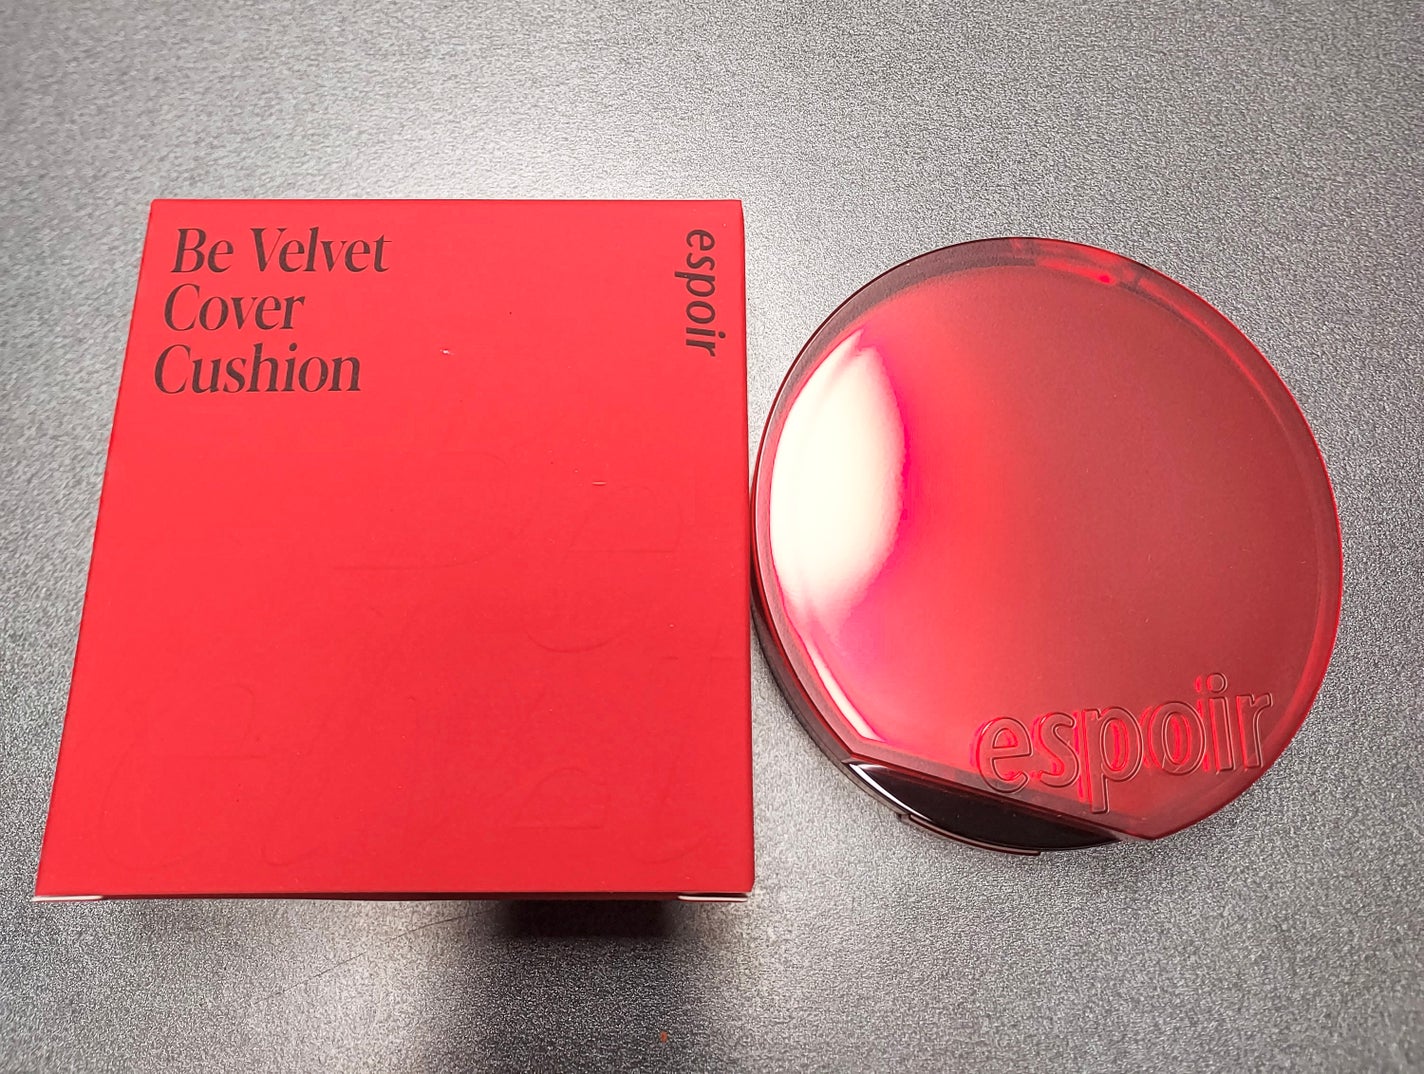 Be Velvet
Cover
Cushion
espoir
espoir